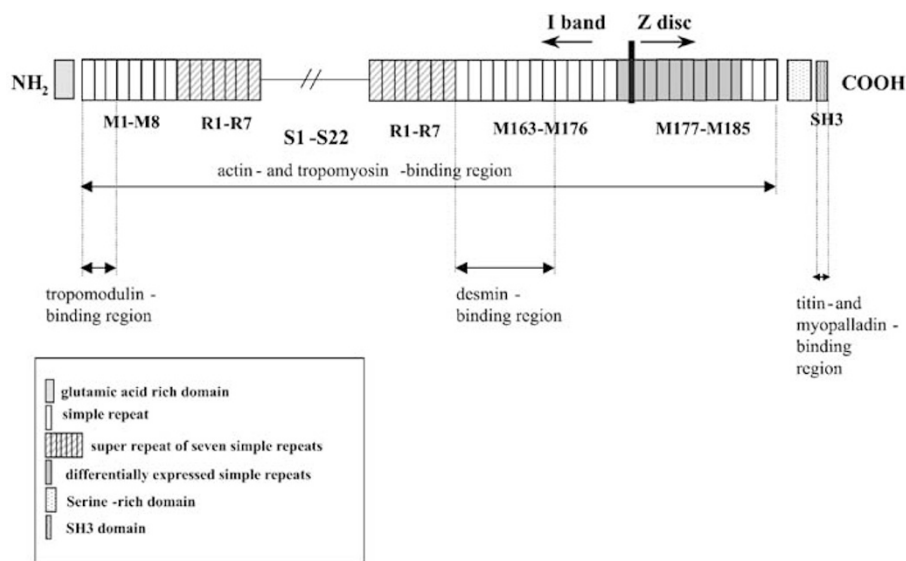 I band
Z disc
NH2
COOH
M1-M8
R1-R7
S1-S22
R1-R7
M163-M176
M177-M185
SH3
actin- and tropomyosin -binding region
tropomodulin -
binding region
desmin -
binding region
titin- and
myopalladin -
binding
region
glutamic acid rich domain
simple repeat
super repeat of seven simple repeats
differentially expressed simple repeats
Serine -rich domain
SH3 domain